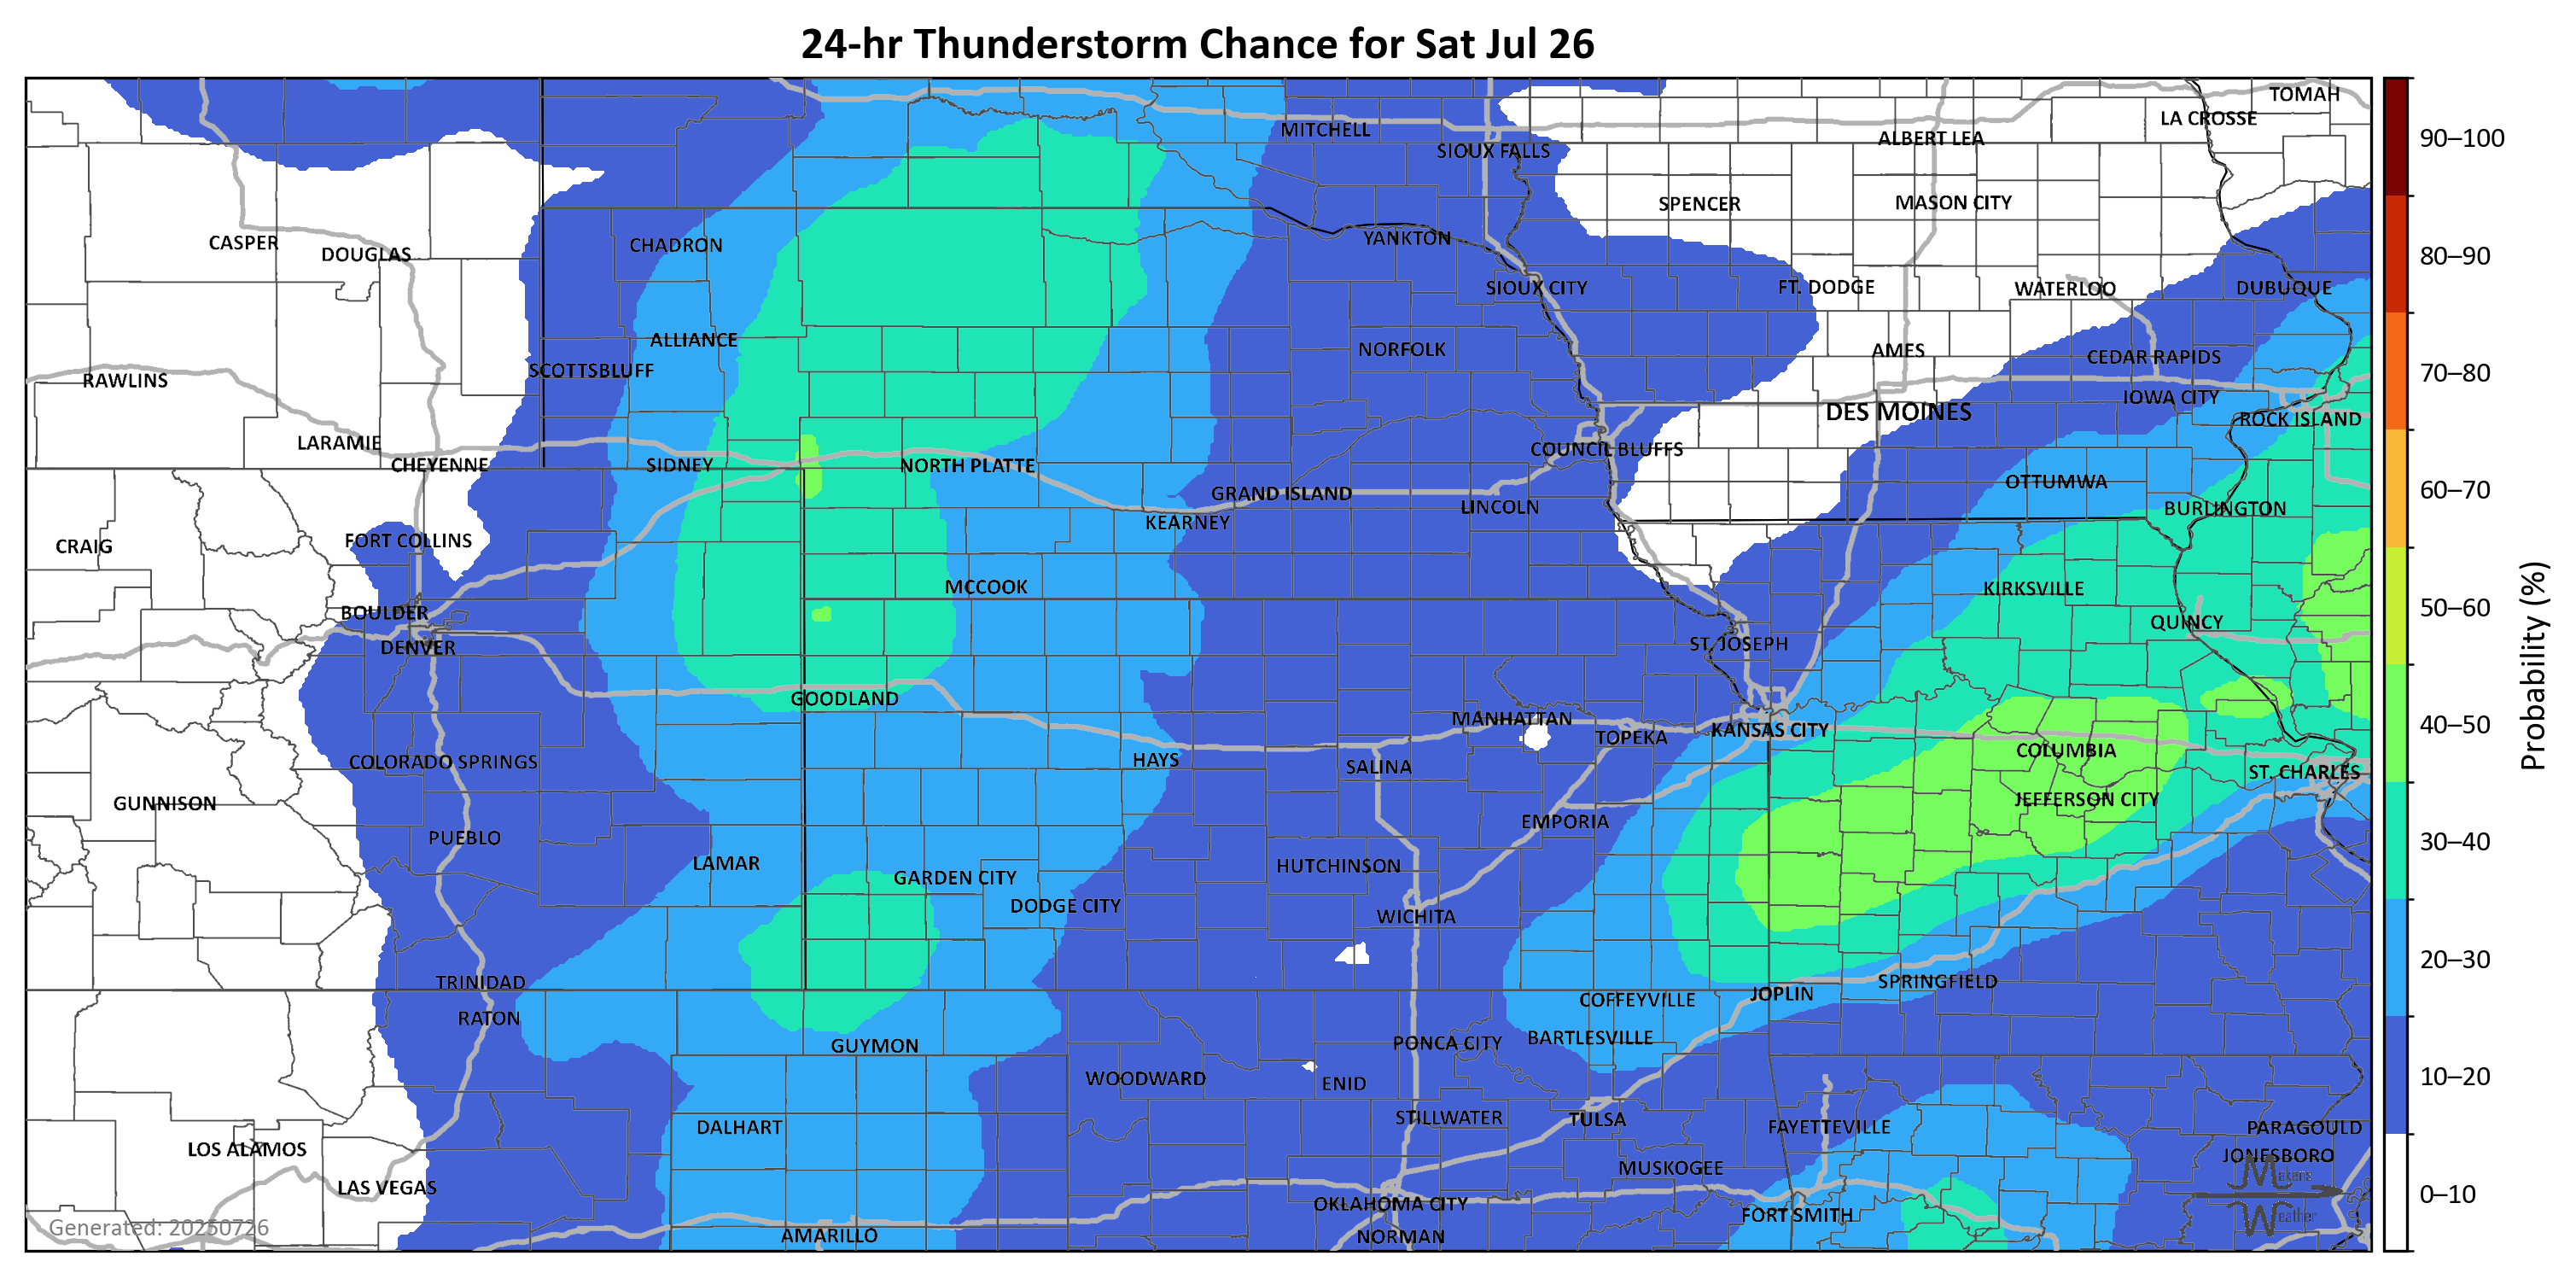 24-hr Thunderstorm Chance for Sat Jul 26
TOMAH
LA CROSSE
MITCHELL
ALBERT LEA
90–100
SIOUX FALLS
SPENCER
MASON CITY
CASPER
DOUGLAS
CHADRON
YANKTON
80–90
SIOUX CITY
FT. DODGE
WATERLOO
DUBUQUE
ALLIANCE
NORFOLK
AMES
CEDAR RAPIDS
RAWLINS
SCOTTSBLUFF
70–80
IOWA CITY
DES MOINES
ROCK ISLAND
LARAMIE
COUNCIL BLUFFS
60–70
CHEYENNE
SIDNEY
NORTH PLATTE
OTTUMWA
GRAND ISLAND
LINCOLN
BURLINGTON
KEARNEY
CRAIG
FORT COLLINS
50–60
MCCOOK
KIRKSVILLE
BOULDER
QUINCY
DENVER
ST. JOSEPH
Probability (%)
GOODLAND
MANHATTAN
TOPEKA
KANSAS CITY
40–50
COLORADO SPRINGS
HAYS
SALINA
COLUMBIA
ST. CHARLES
GUNNISON
JEFFERSON CITY
PUEBLO
EMPORIA
30–40
LAMAR
GARDEN CITY
HUTCHINSON
DODGE CITY
WICHITA
20–30
TRINIDAD
SPRINGFIELD
RATON
COFFEYVILLE
JOPLIN
GUYMON
PONCA CITY
BARTLESVILLE
WOODWARD
ENID
10–20
DALHART
STILLWATER
TULSA
FAYETTEVILLE
PARAGOULD
LOS ALAMOS
JONESBORO
MUSKOGEE
Makens
LAS VEGAS
OKLAHOMA CITY
FORT SMITH
0–10
Weather
Generated: 20250726
AMARILLO
NORMAN